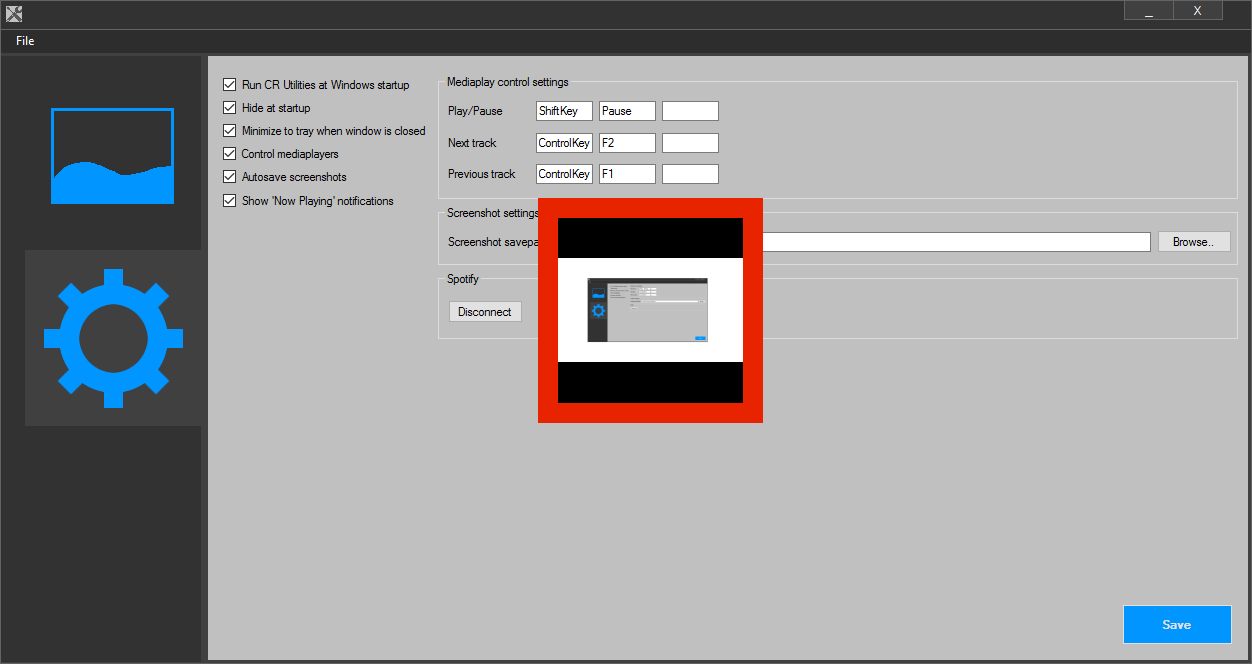 _ X
File
Run CR Utilities at Windows startup
Hide at startup
Minimize to tray when window is closed
Control mediaplayers
Autosave screenshots
Show 'Now Playing' notifications
Mediaplay control settings
Play/Pause ShiftKey Pause
Next track ControlKey F2
Previous track ControlKey F1
Screenshot settings
Screenshot
Browse..
Spotify
Disconnect
Save